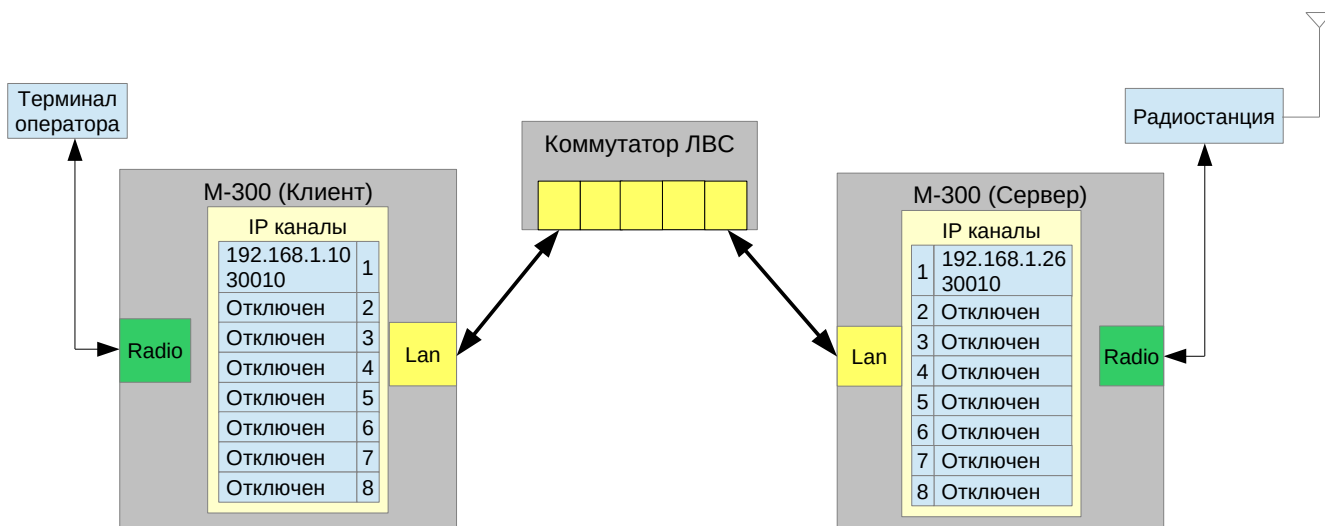 Терминал
оператора
М-300 (Клиент)
IP каналы
192.168.1.10
30010
1
Отключен 2
Отключен 3
Отключен 4
Отключен 5
Отключен 6
Отключен 7
Отключен 8
Radio
Lan
Коммутатор ЛВС
М-300 (Сервер)
IP каналы
1
192.168.1.26
30010
2 Отключен
3 Отключен
4 Отключен
5 Отключен
6 Отключен
7 Отключен
8 Отключен
Lan
Radio
Радиостанция